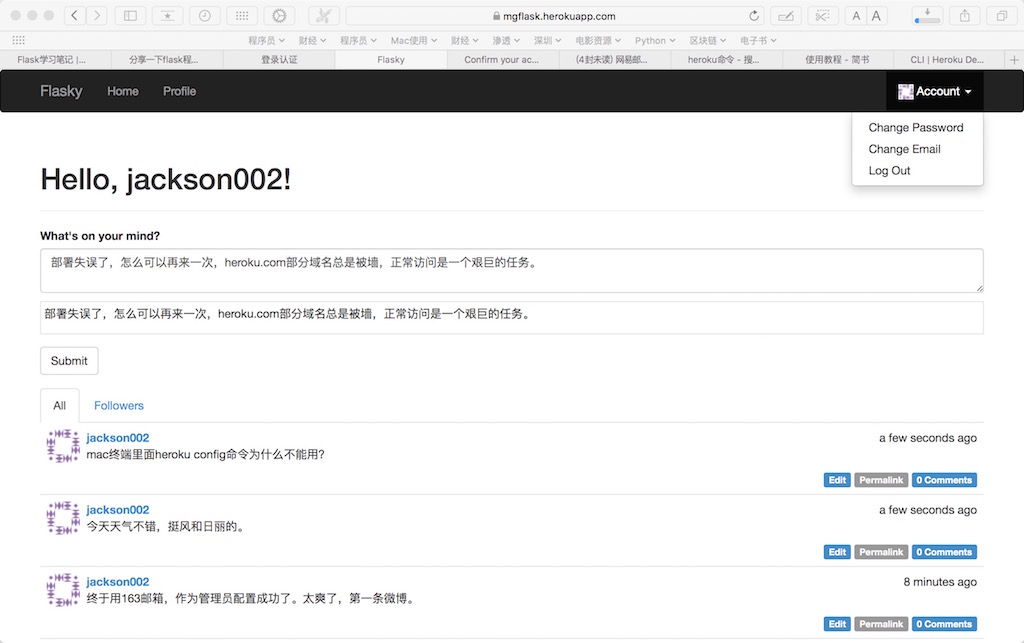 mgflask.herokuapp.com
A A
程序员 财经 程序员 Mac使用 财经 渗透 深圳 电影资源 Python 区块链 电子书
Flask学习笔记 |... 分享一下flask程... 登录认证 Flasky Confirm your ac... (4封未读) 网易邮... heroku命令 - 搜... 使用教程 - 简书 CLI | Heroku De...
Flasky Home Profile Account
Change Password
Change Email
Log Out
Hello, jackson002!
What's on your mind?
部署失误了，怎么可以再来一次，heroku.com部分域名总是被墙，正常访问是一个艰巨的任务。
部署失误了，怎么可以再来一次，heroku.com部分域名总是被墙，正常访问是一个艰巨的任务。
Submit
All Followers
jackson002 a few seconds ago
mac终端里面heroku config命令为什么不能用?
Edit Permalink 0 Comments
jackson002 a few seconds ago
今天天气不错，挺风和日丽的。
Edit Permalink 0 Comments
jackson002 8 minutes ago
终于用163邮箱，作为管理员配置成功了。太爽了，第一条微博。
Edit Permalink 0 Comments